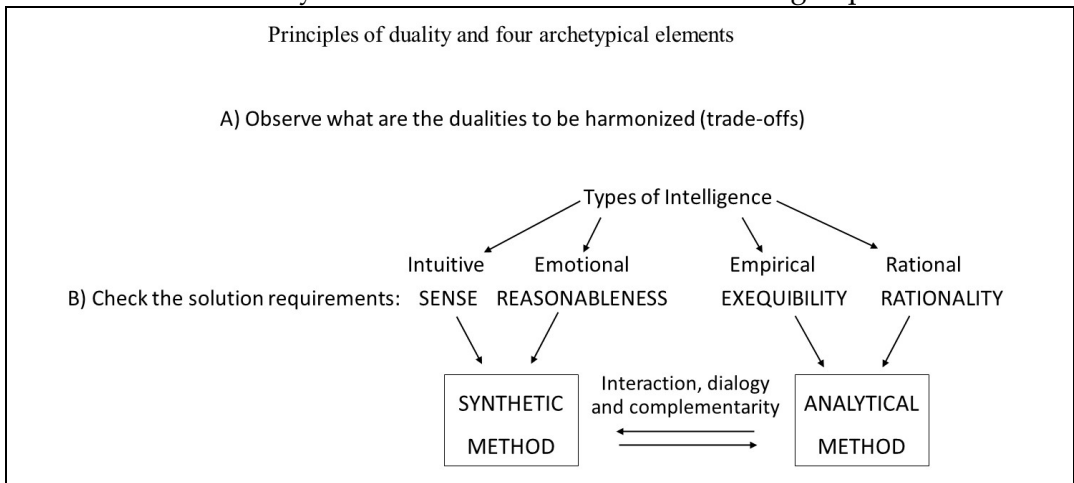 Principles of duality and four archetypical elements
A) Observe what are the dualities to be harmonized (trade-offs)
Types of Intelligence
Intuitive Emotional Empirical Rational
B) Check the solution requirements: SENSE REASONABLENESS EXEQUIBILITY RATIONALITY
Interaction, dialogy
and complementarity
SYNTHETIC
METHOD
ANALYTICAL
METHOD